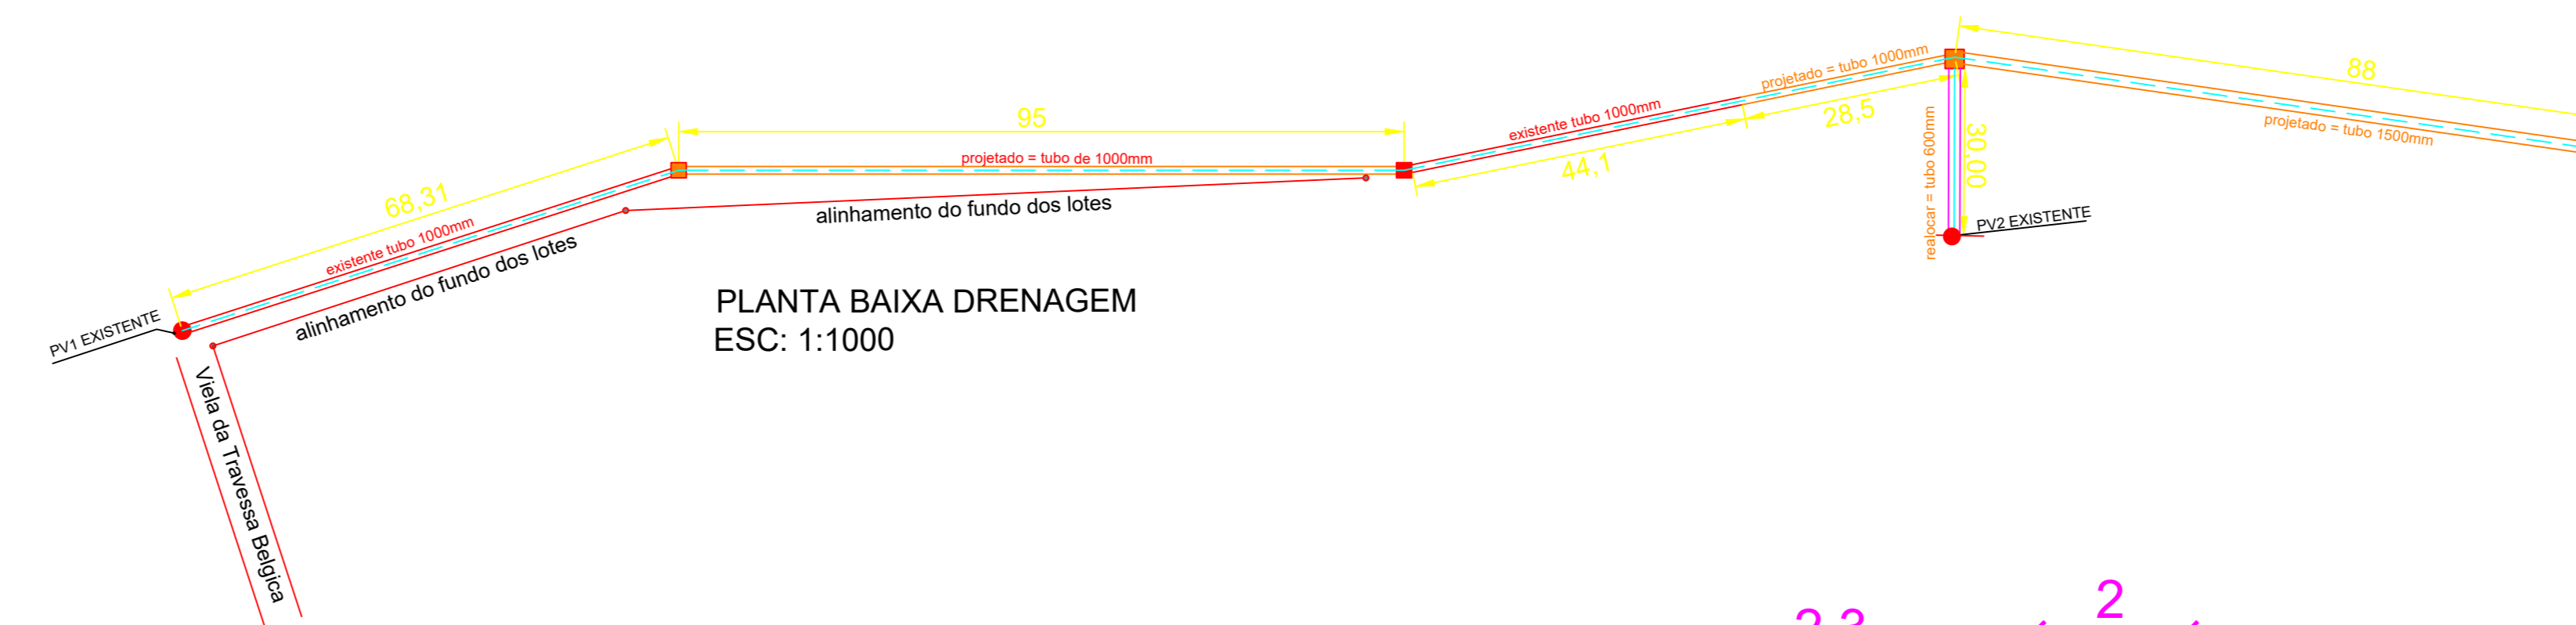 PV1 EXISTENTE
68,31
existente tubo 1000mm
alinhamento do fundo dos lotes
Viela da Travessa Belgica
95
projetado = tubo de 1000mm
alinhamento do fundo dos lotes
PLANTA BAIXA DRENAGEM
ESC: 1:1000
existente tubo 1000mm
44,1
projetado = tubo 1000mm
28,5
realocar = tubo 600mm
30,00
PV2 EXISTENTE
88
projetado = tubo 1500mm
2